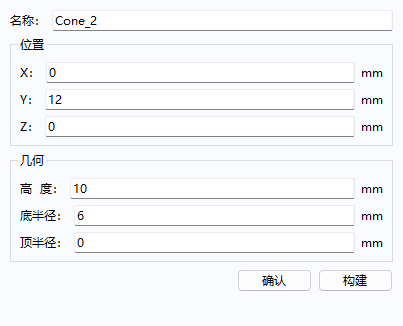 名称： Cone_2
位置
X： 0 mm
Y： 12 mm
Z： 0 mm
几何
高 度： 10 mm
底半径： 6 mm
顶半径： 0 mm
确认 构建